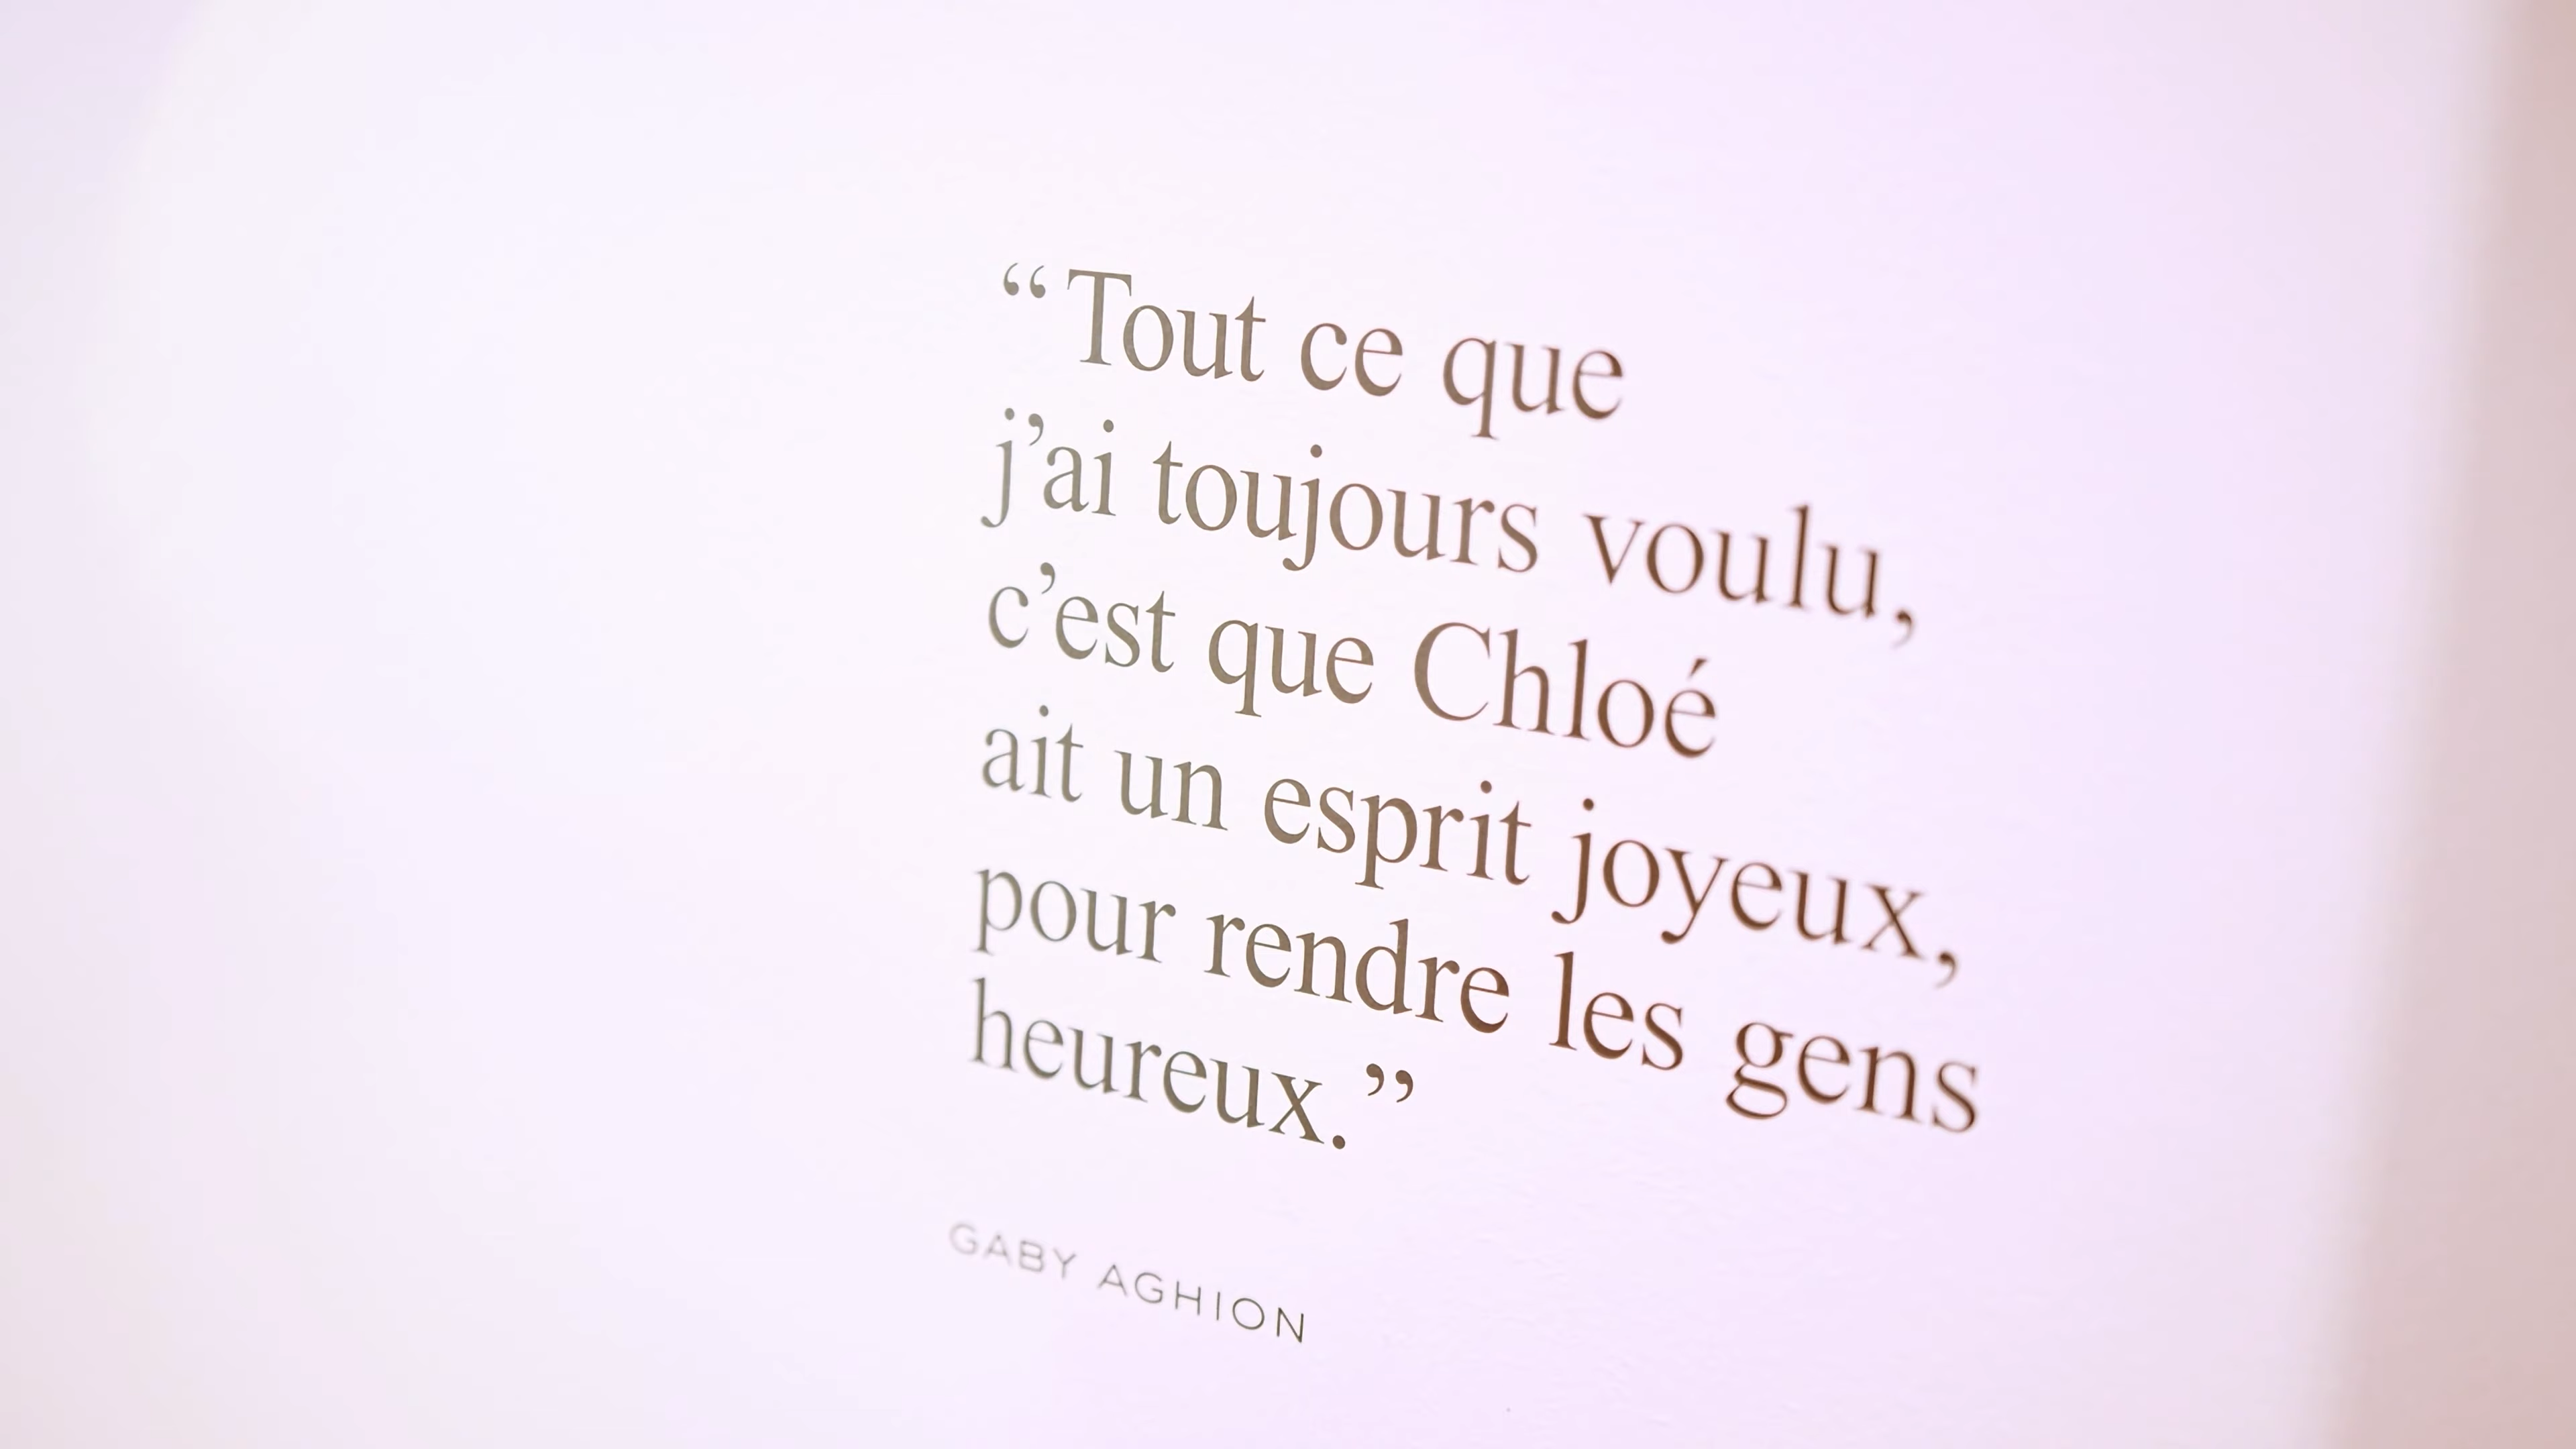 “Tout ce que
j’ai toujours voulu,
c’est que Chloé
ait un esprit joyeux,
pour rendre les gens
heureux.”
GABY AGHION